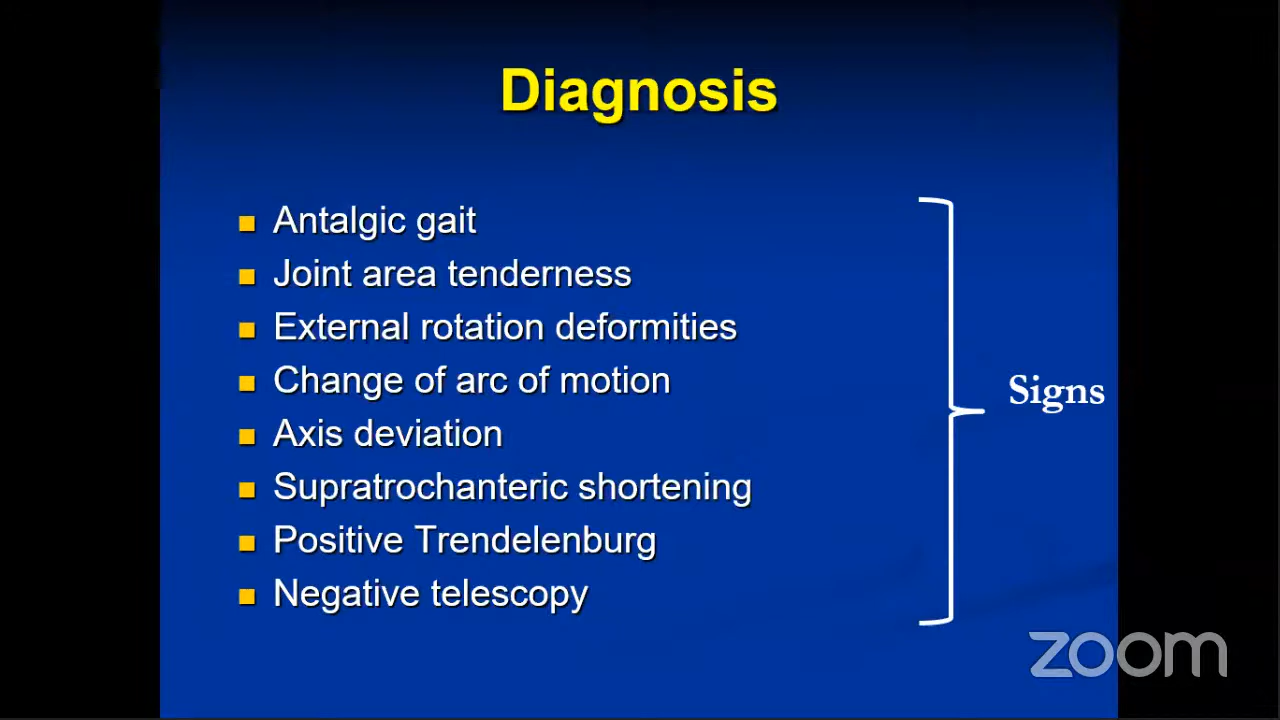 Diagnosis
Antalgic gait
Joint area tenderness
External rotation deformities
Change of arc of motion
Axis deviation
Supratrochanteric shortening
Positive Trendelenburg
Negative telescopy
Signs
zoom